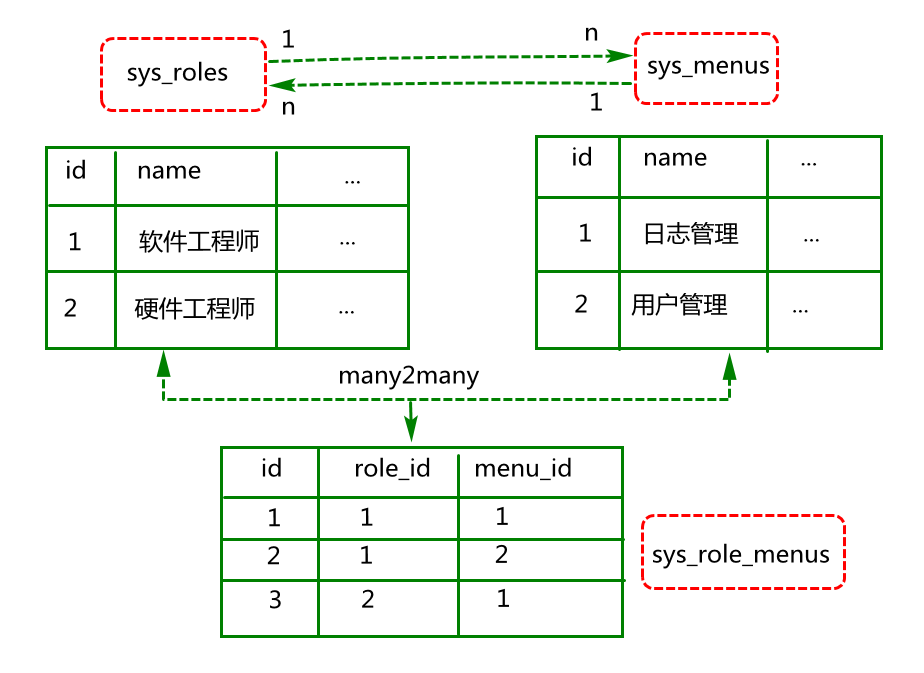 1
n
sys_roles
sys_menus
n
1
id name ...
1 软件工程师 ...
2 硬件工程师 ...
id name ...
1 日志管理 ...
2 用户管理 ...
many2many
id role_id menu_id
1 1 1
2 1 2
3 2 1
sys_role_menus